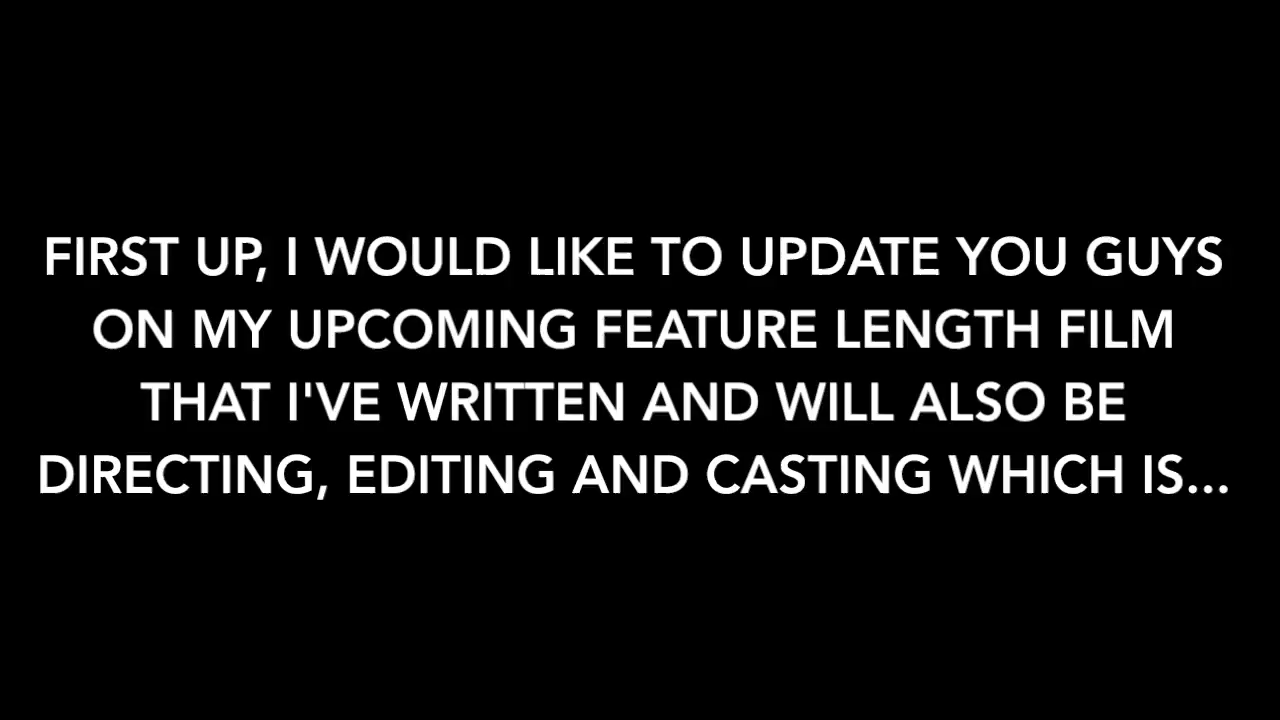 FIRST UP, I WOULD LIKE TO UPDATE YOU GUYS
ON MY UPCOMING FEATURE LENGTH FILM
THAT I'VE WRITTEN AND WILL ALSO BE
DIRECTING, EDITING AND CASTING WHICH IS...